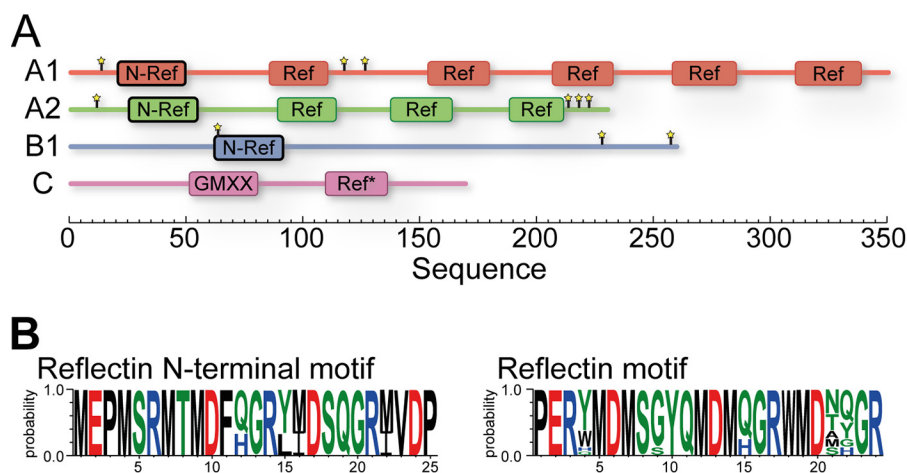 A
A1 N-Ref Ref Ref Ref Ref Ref
A2 N-Ref Ref Ref Ref
B1 N-Ref
C GMXX Ref*
0 50 100 150 200 250 300 350
Sequence
B
Reflectin N-terminal motif
probability
1.0
0.0
MEPMSRMTMDFQGRYMDSQGRMVDP
H L
5 10 15 20 25
Reflectin motif
probability
1.0
0.0
PERYMDMSGYQMDMQGRWMDNQGR
W S H T Y
A G
M
S H
5 10 15 20